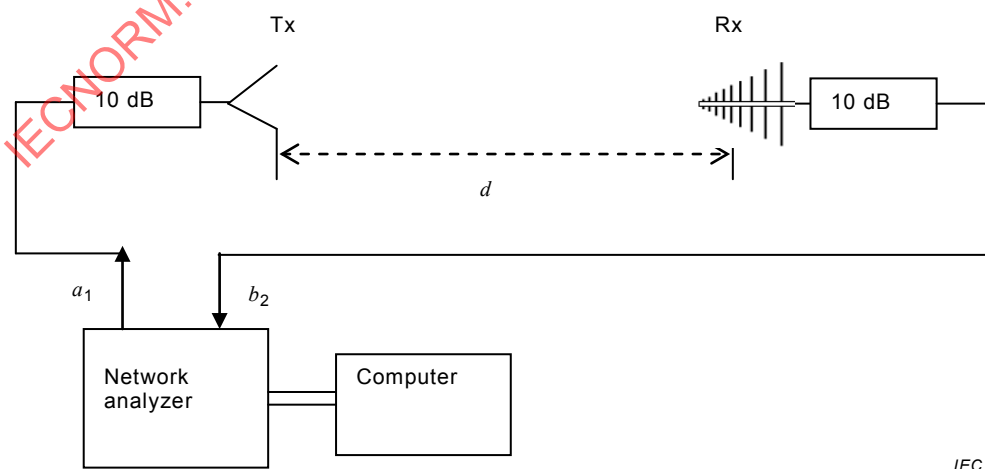 Tx
Rx
10 dB
10 dB
d
a1
b2
Network
analyzer
Computer
IECNORM.
IEC